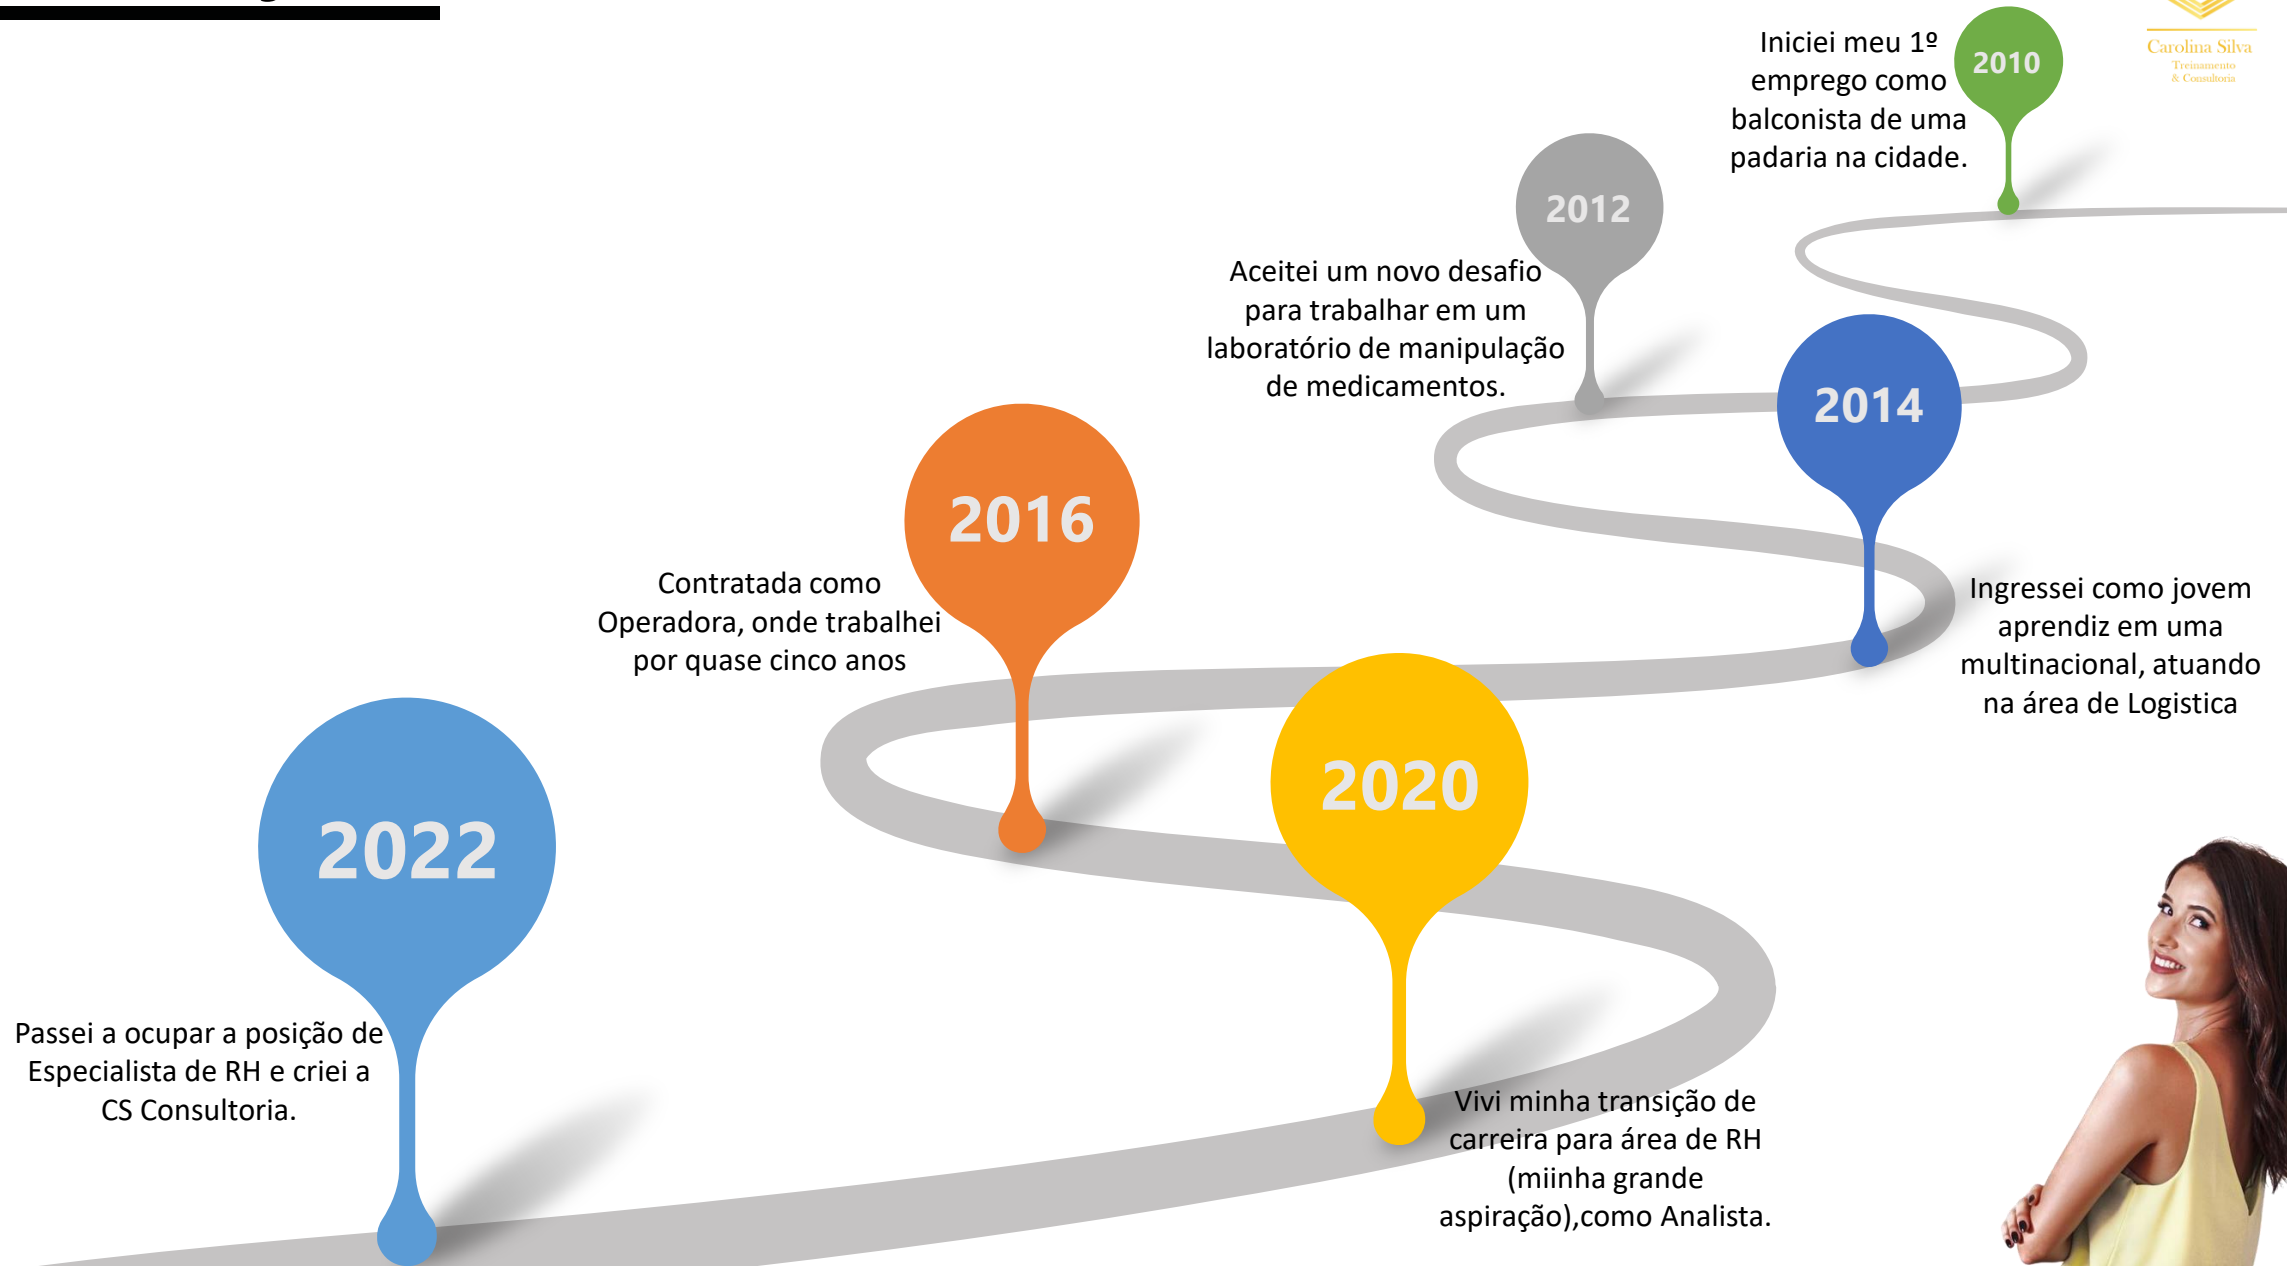 2010
Iniciei meu 1º
emprego como
balconista de uma
padaria na cidade.
Carolina Silva
Treinamento
& Consultoria
2012
Aceitei um novo desafio
para trabalhar em um
laboratório de manipulação
de medicamentos.
2014
Ingressei como jovem
aprendiz em uma
multinacional, atuando
na área de Logistica
2016
Contratada como
Operadora, onde trabalhei
por quase cinco anos
2020
Vivi minha transição de
carreira para área de RH
(miinha grande
aspiração),como Analista.
2022
Passei a ocupar a posição de
Especialista de RH e criei a
CS Consultoria.